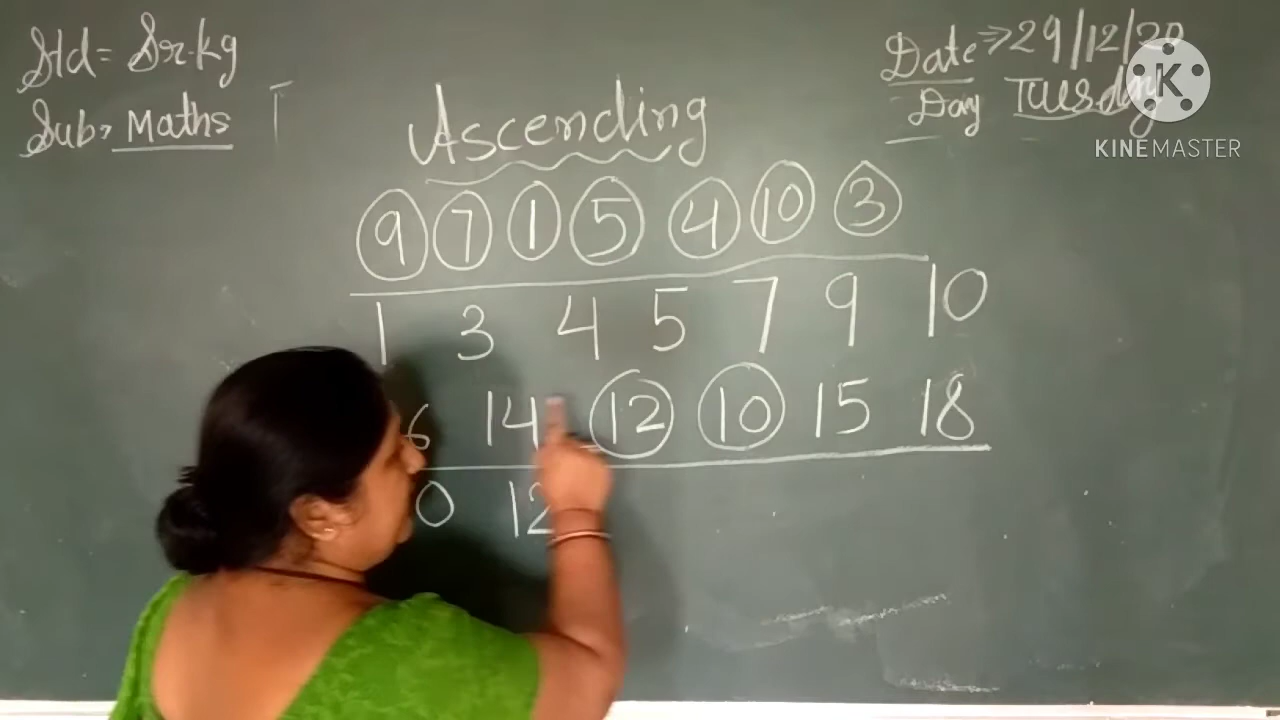 Std = Sr.kg
Date ⇒ 29/12/20
Sub: Maths
Day Tuesday
Ascending
9 7 1 5 4 10 3
1 3 4 5 7 9 10
6 14 12 10 15 18
0 12
KINEMASTER